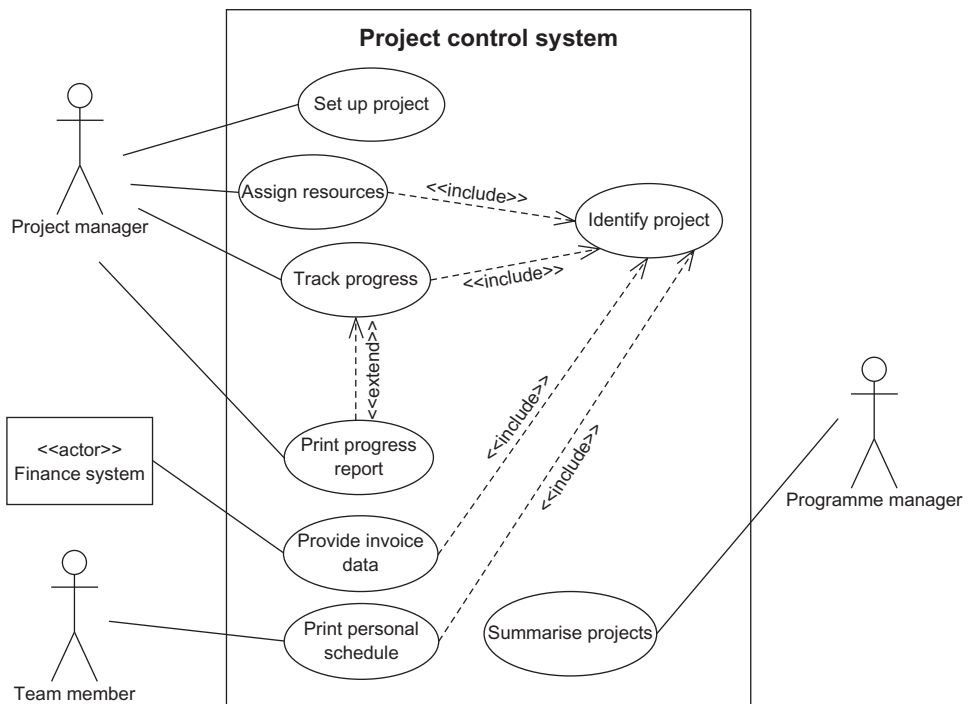 Project control system
Set up project
Assign resources
<<include>>
Identify project
Project manager
Track progress
<<include>>
<<extend>>
Print progress
report
<<include>>
<<include>>
<<actor>>
Finance system
Programme manager
Provide invoice
data
Print personal
schedule
Summarise projects
Team member